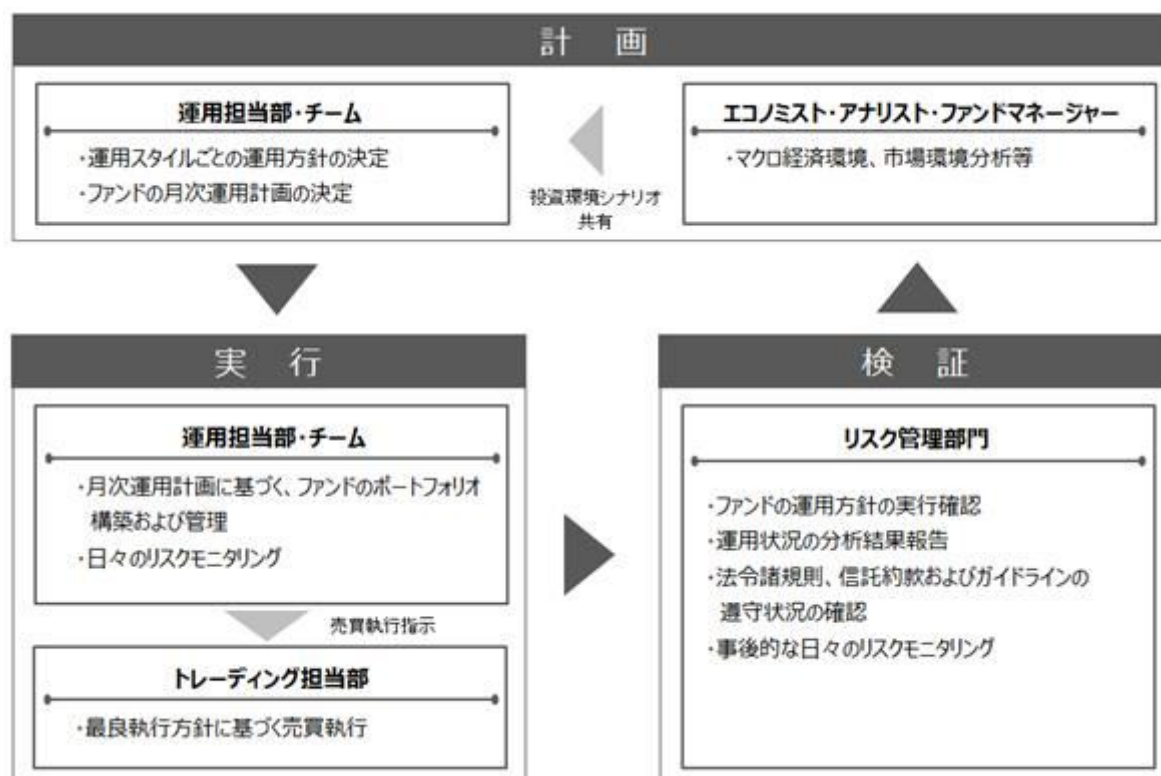 計 画
運用担当部・チーム
・運用スタイルごとの運用方針の決定
・ファンドの月次運用計画の決定
投資環境シナリオ
共有
エコノミスト・アナリスト・ファンドマネージャー
・マクロ経済環境、市場環境分析等
実 行
運用担当部・チーム
・月次運用計画に基づく、ファンドのポートフォリオ
構築および管理
・日々のリスクモニタリング
売買執行指示
トレーディング担当部
・最良執行方針に基づく売買執行
検 証
リスク管理部門
・ファンドの運用方針の実行確認
・運用状況の分析結果報告
・法令諸規則、信託約款およびガイドラインの
遵守状況の確認
・事後的な日々のリスクモニタリング